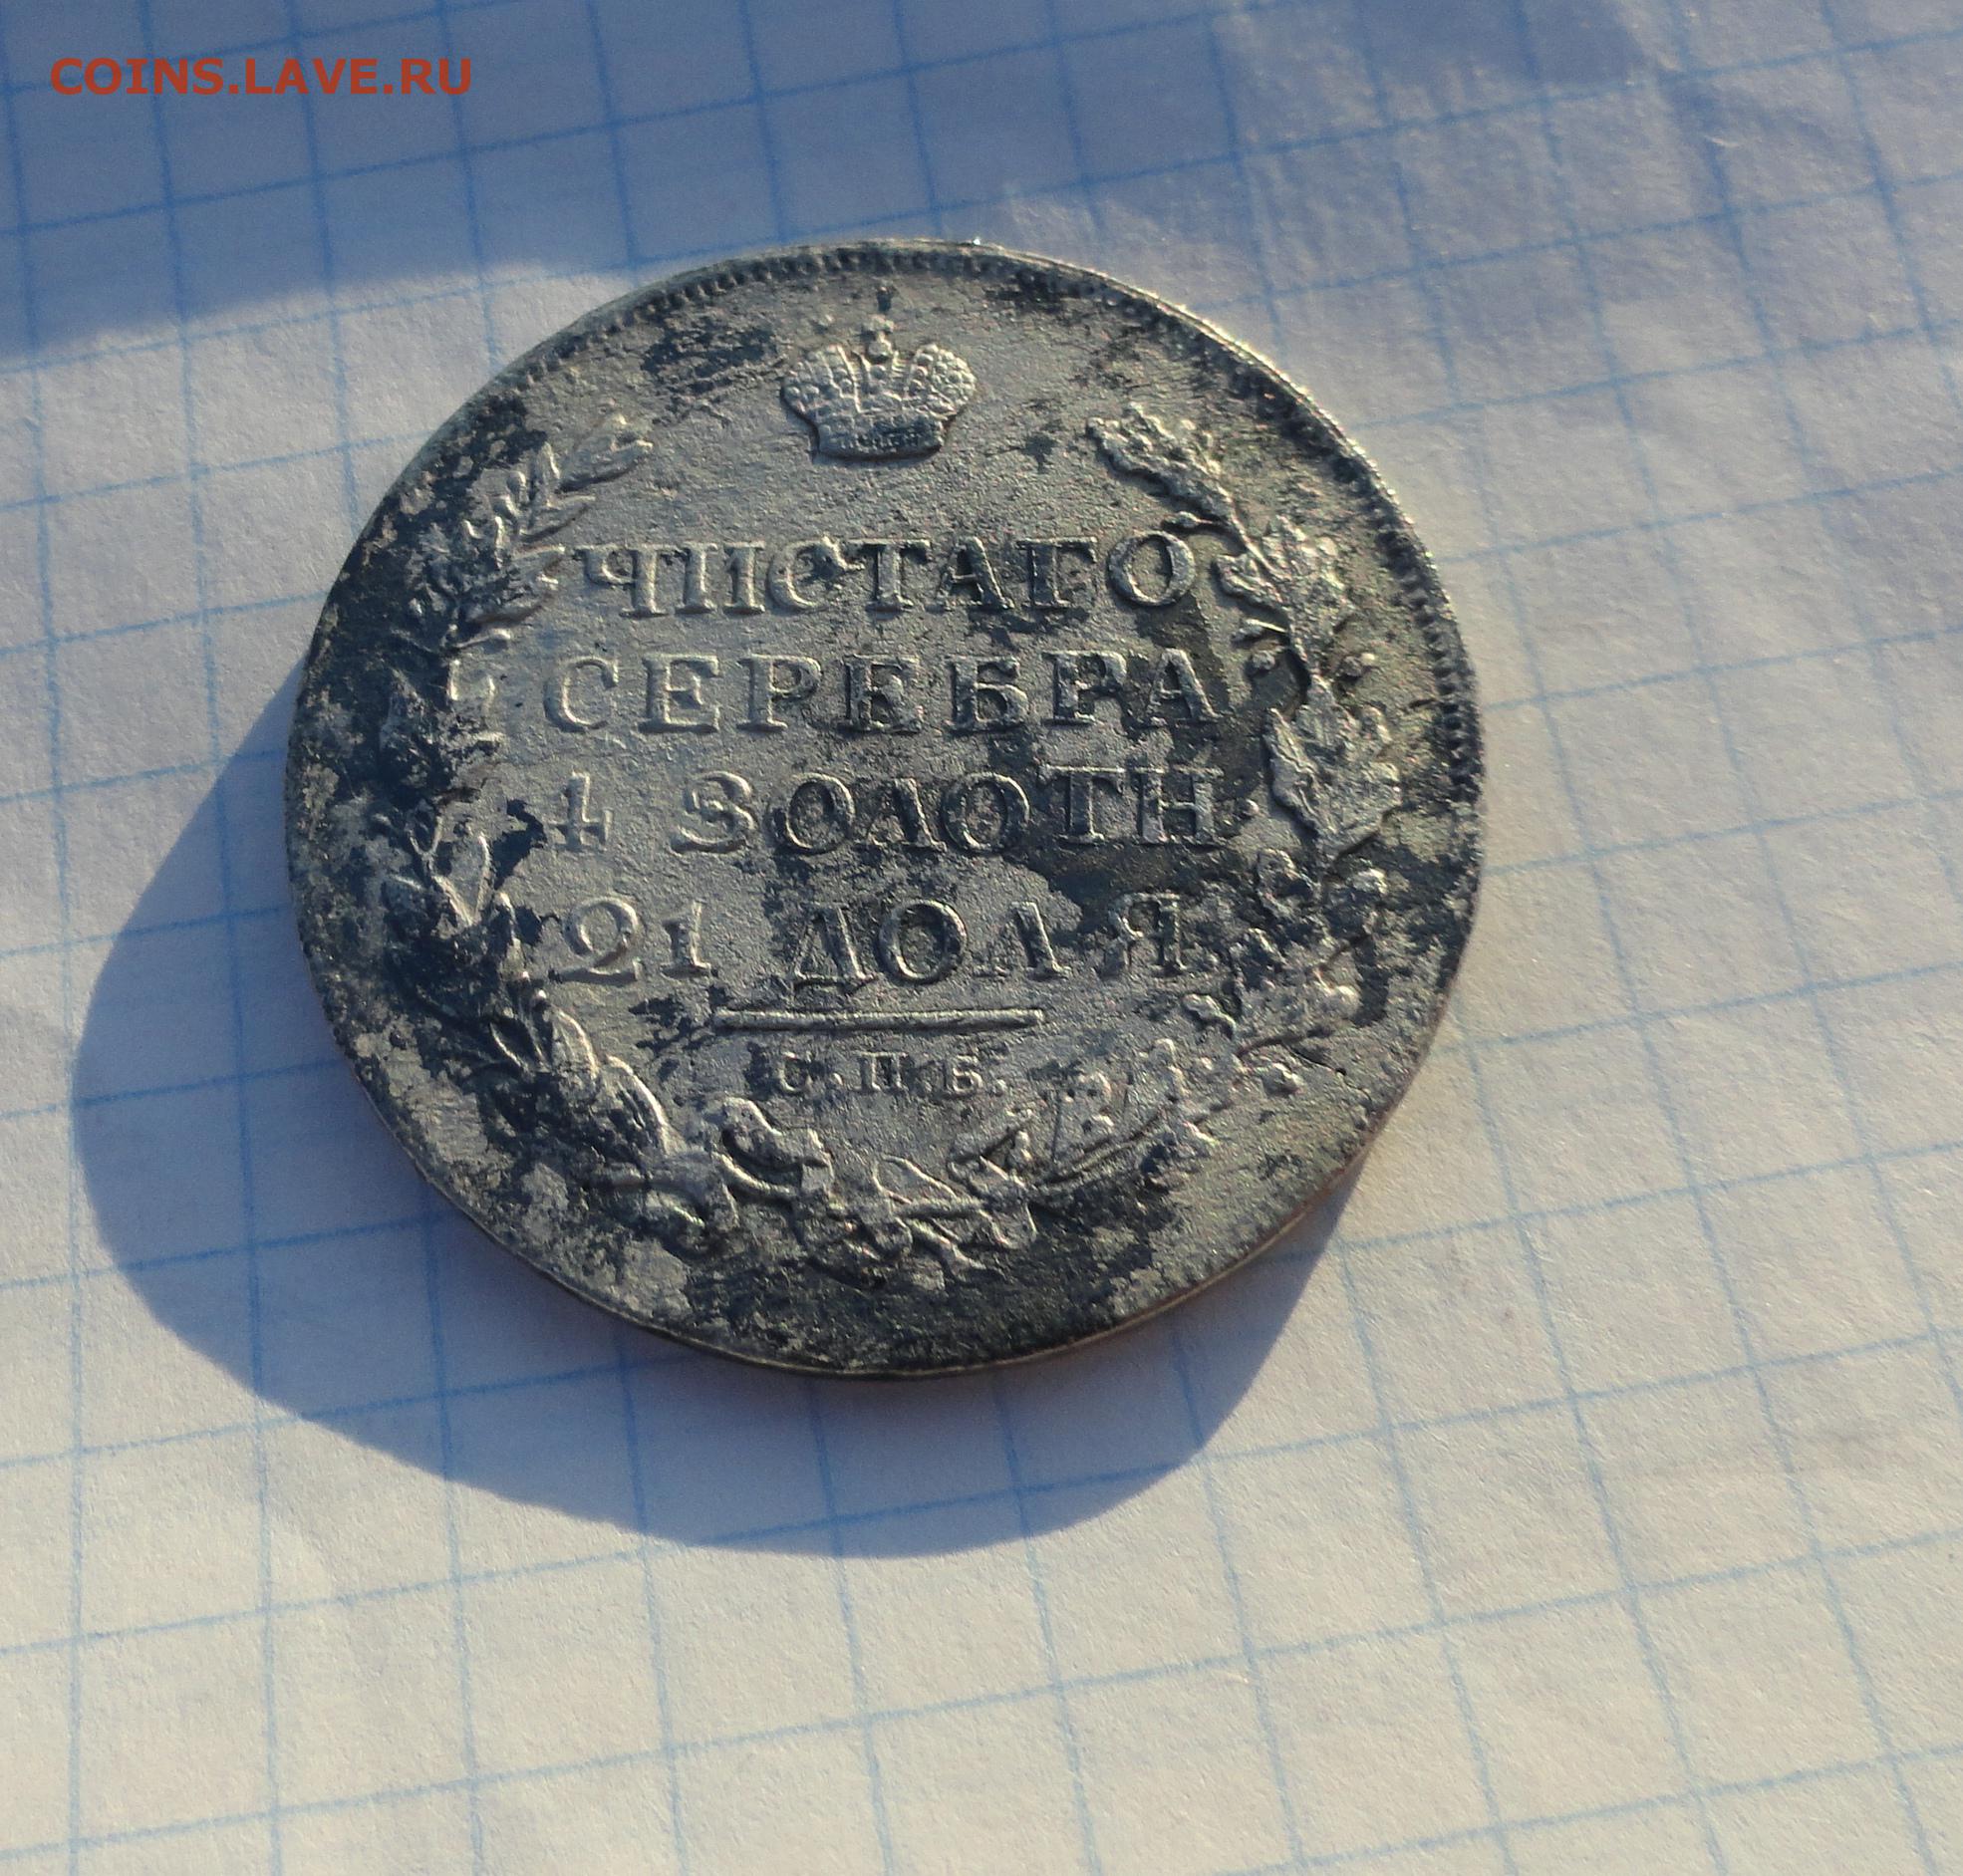 COINS.LAVE.RU
ЧИСТАГО
СЕРЕБРА
4 ЗОЛОТН.
21 ДОЛЯ
С.П.Б.